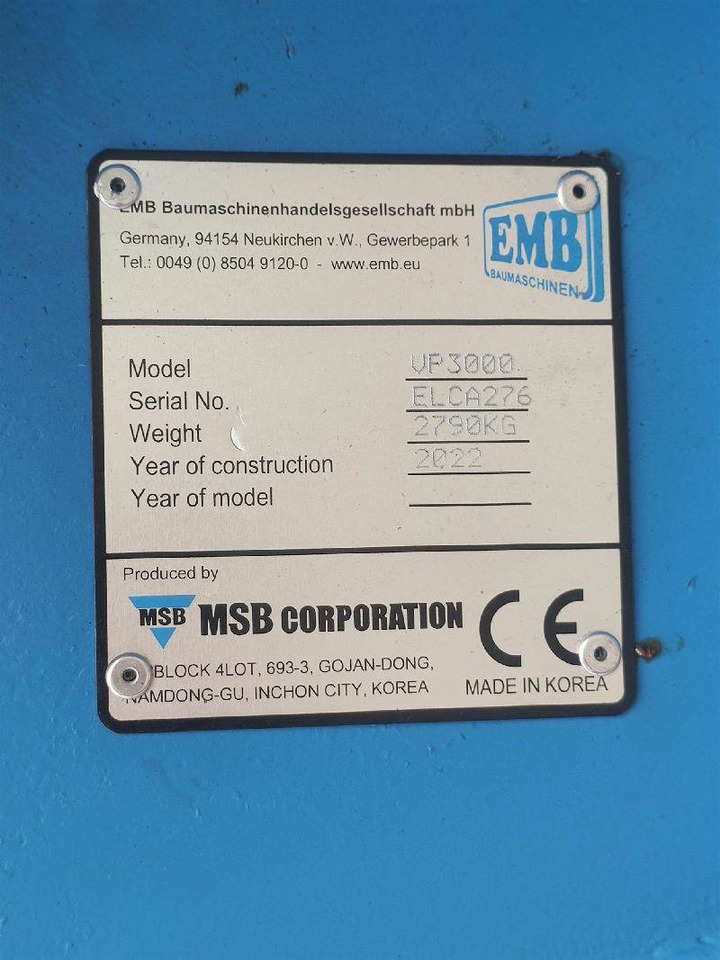 EMB Baumaschinenhandelsgesellschaft mbH
Germany, 94154 Neukirchen v.W., Gewerbepark 1
Tel.: 0049 (0) 8504 9120-0 - www.emb.eu
EMB
BAUMASCHINEN
Model VP3000
Serial No. ELCA276
Weight 2790KG
Year of construction 2022
Year of model
Produced by
MSB MSB CORPORATION CE
BLOCK 4LOT, 693-3, GOJAN-DONG,
NAMDONG-GU, INCHON CITY, KOREA
MADE IN KOREA